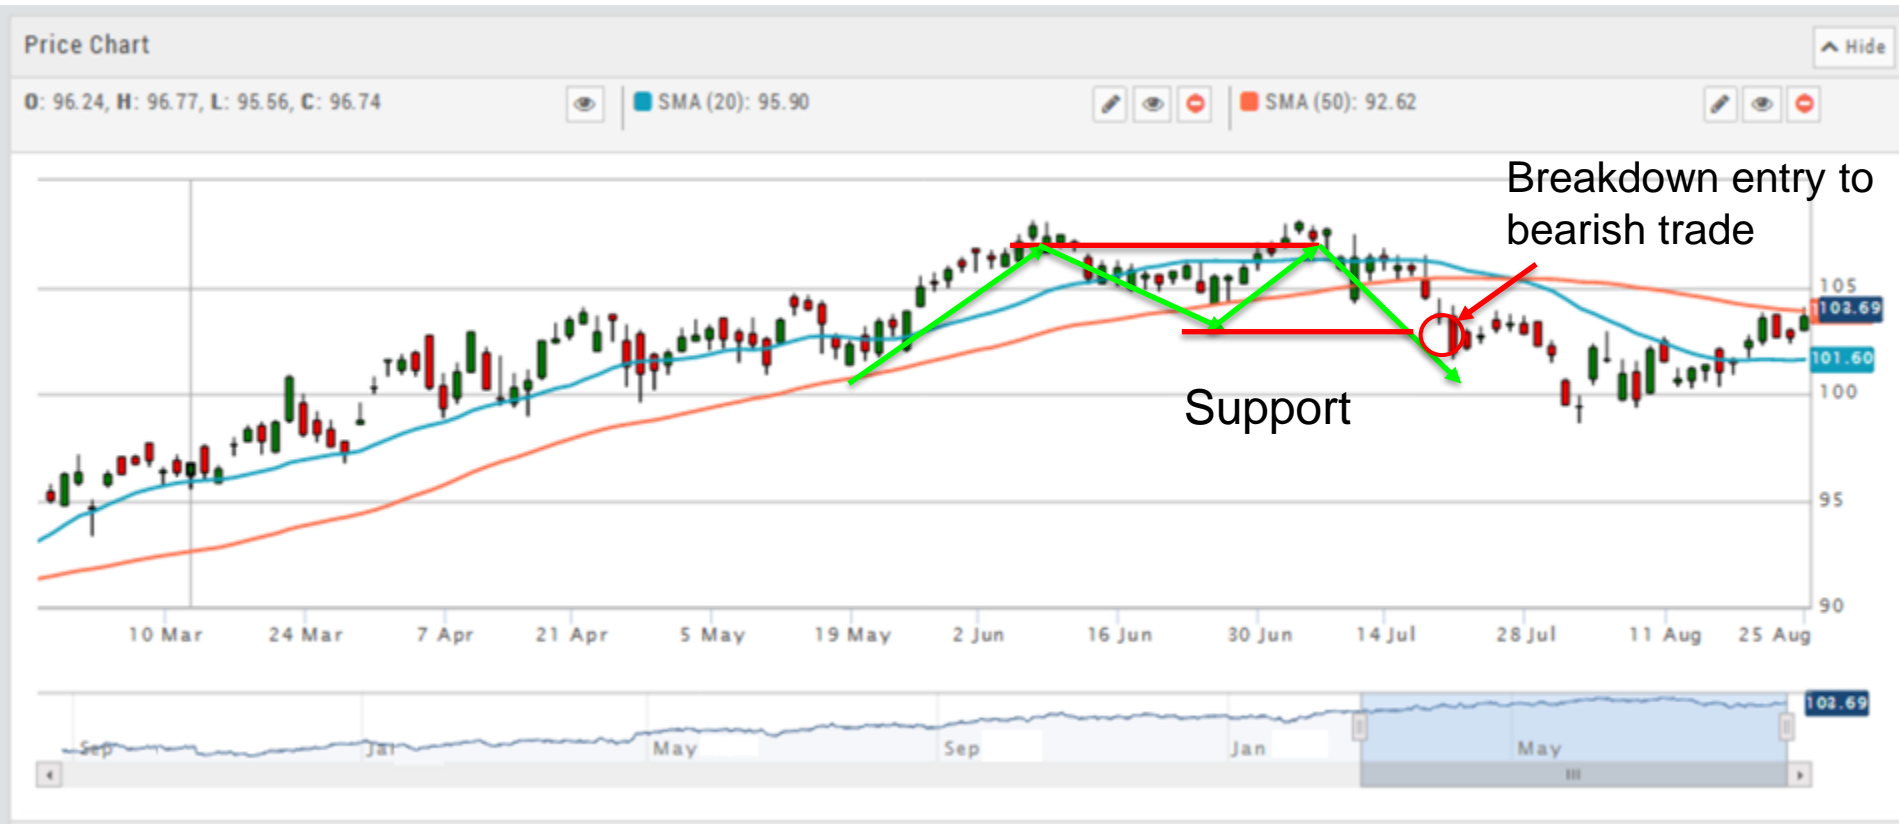 Price Chart
Hide
O: 96.24, H: 96.77, L: 95.56, C: 96.74
SMA (20): 95.90
SMA (50): 92.62
Breakdown entry to
bearish trade
105
103.69
101.60
100
Support
95
90
10 Mar 24 Mar 7 Apr 21 Apr 5 May 19 May 2 Jun 16 Jun 30 Jun 14 Jul 28 Jul 11 Aug 25 Aug
103.69
Sep Jan May Sep Jan May